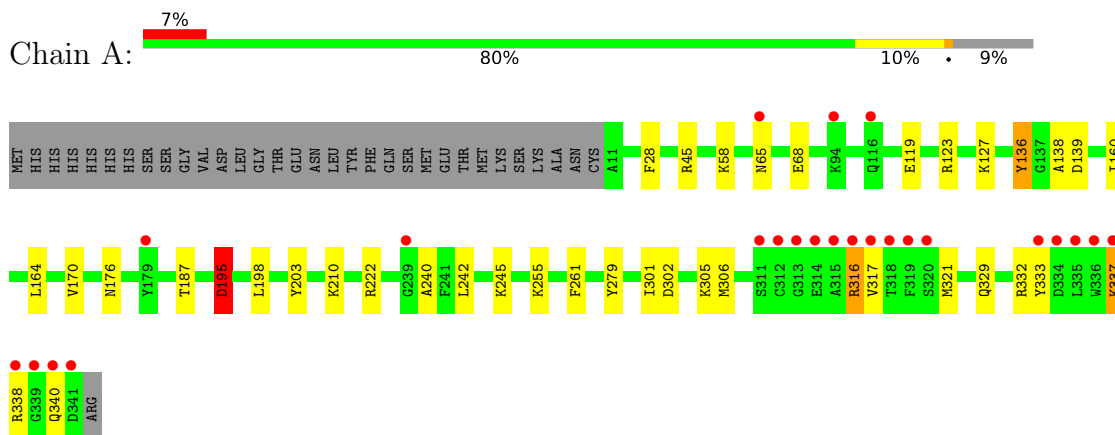 7%
Chain A:
80% 10% • 9%
MET HIS HIS HIS HIS HIS HIS SER SER GLY VAL ASP LEU GLY THR GLU ASN LEU TYR PHE GLN SER MET GLU THR MET LYS SER LYS ALA ASN CYS A11 F28 R45 K58 N65 E68 K94 Q116 E119 R123 K127 Y136 G137 A138 D139 I160
L164 V170 N176 Y179 T187 D195 L198 Y203 K210 R222 G239 A240 F241 L242 K245 K255 F261 Y279 I301 D302 K305 M306 S311 C312 G313 E314 A315 R316 V317 T318 F319 S320 M321 Q329 R332 Y333 D334 L335 W336 K337
R338 G339 Q340 D341 ARG